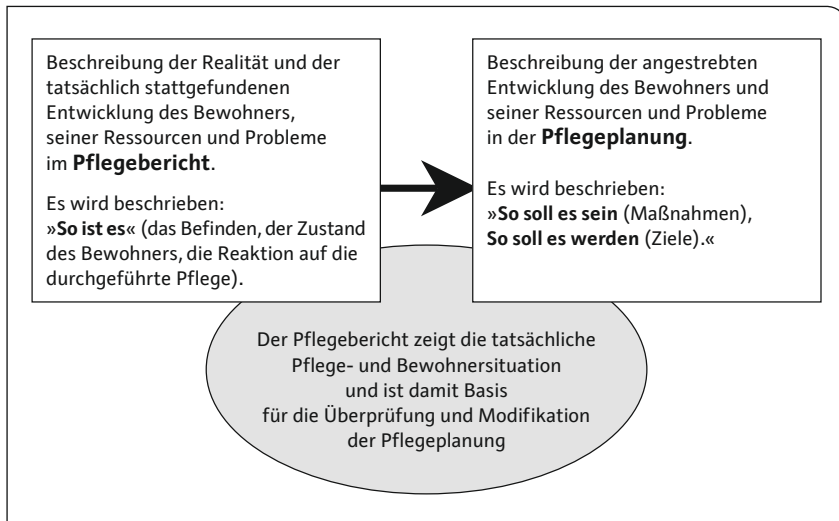 Beschreibung der Realität und der
tatsächlich stattgefundenen
Entwicklung des Bewohners,
seiner Ressourcen und Probleme
im Pflegebericht.
Es wird beschrieben:
»So ist es« (das Befinden, der Zustand
des Bewohners, die Reaktion auf die
durchgeführte Pflege).
Beschreibung der angestrebten
Entwicklung des Bewohners und
seiner Ressourcen und Probleme
in der Pflegeplanung.
Es wird beschrieben:
»So soll es sein (Maßnahmen),
So soll es werden (Ziele).«
Der Pflegebericht zeigt die tatsächliche
Pflege- und Bewohnersituation
und ist damit Basis
für die Überprüfung und Modifikation
der Pflegeplanung